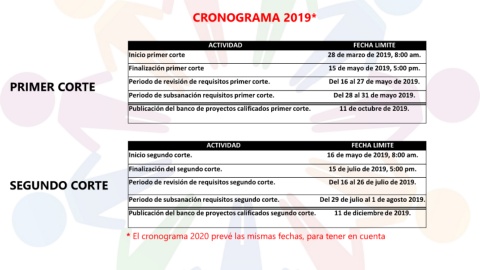 CRONOGRAMA 2019*
PRIMER CORTE
ACTIVIDAD FECHA LIMITE
Inicio primer corte 28 de marzo de 2019, 8:00 am.
Finalización primer corte 15 de mayo de 2019, 5:00 pm.
Periodo de revisión de requisitos primer corte. Del 16 al 27 de mayo de 2019.
Periodo de subsanación requisitos primer corte. Del 28 al 31 de mayo 2019.
Publicación del banco de proyectos calificados primer corte. 11 de octubre de 2019.
SEGUNDO CORTE
ACTIVIDAD FECHA LIMITE
Inicio segundo corte. 16 de mayo de 2019, 8:00 am.
Finalización del segundo corte. 15 de julio de 2019, 5:00 pm.
Periodo de revisión de requisitos segundo corte. Del 16 al 26 de julio de 2019.
Periodo de subsanación requisitos segundo corte. Del 29 de julio al 1 de agosto 2019.
Publicación del banco de proyectos calificados segundo corte. 11 de diciembre de 2019.
* El cronograma 2020 prevé las mismas fechas, para tener en cuenta